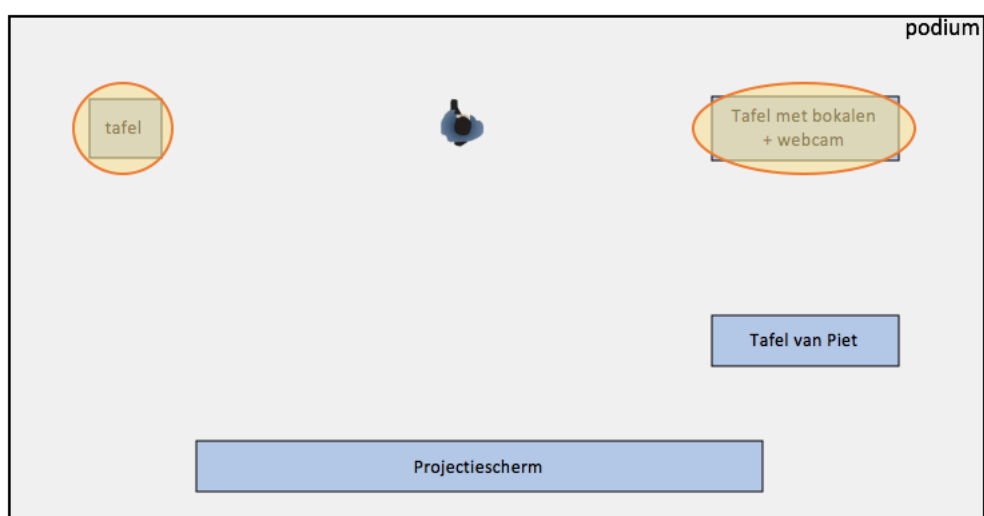 podium
tafel
Tafel met bokalen
+ webcam
Tafel van Piet
Projectiescherm